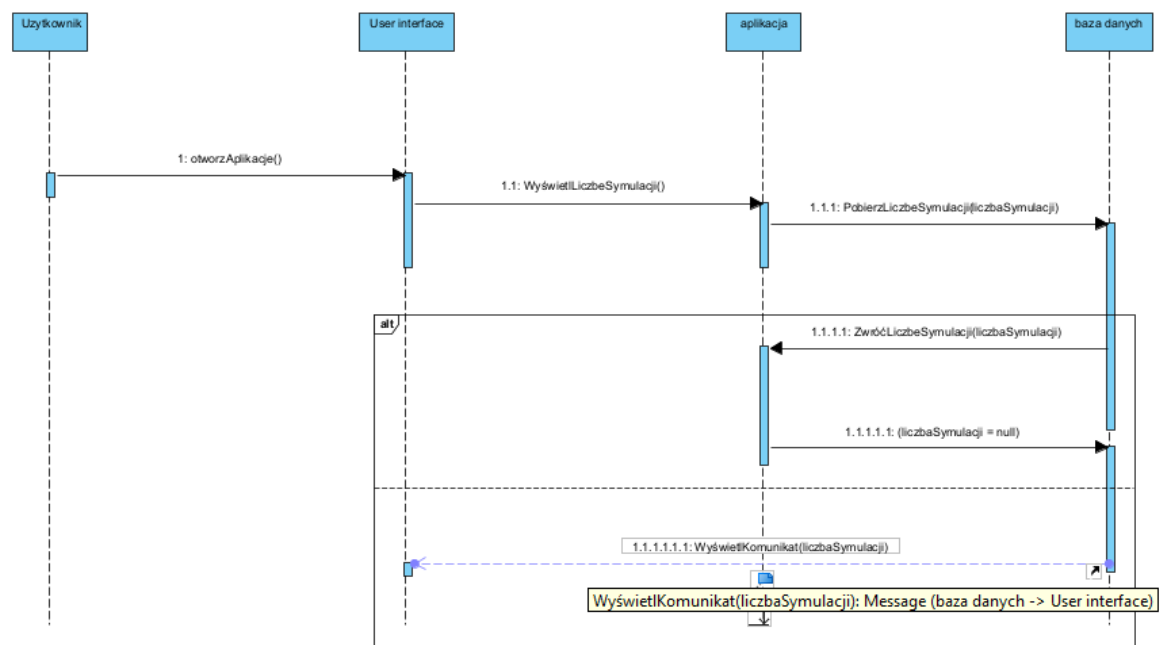 Uzytkownik
User interface
aplikacja
baza danych
1: otworzAplikacje()
1.1: WyświetlLiczbeSymulacji()
1.1.1: PobierzLiczbeSymulacji(liczbaSymulacji)
alt
1.1.1.1: ZwróćLiczbeSymulacji(liczbaSymulacji)
1.1.1.1.1: (liczbaSymulacji = null)
1.1.1.1.1.1: WyświetlKomunikat(liczbaSymulacji)
WyświetlKomunikat(liczbaSymulacji): Message (baza danych -> User interface)